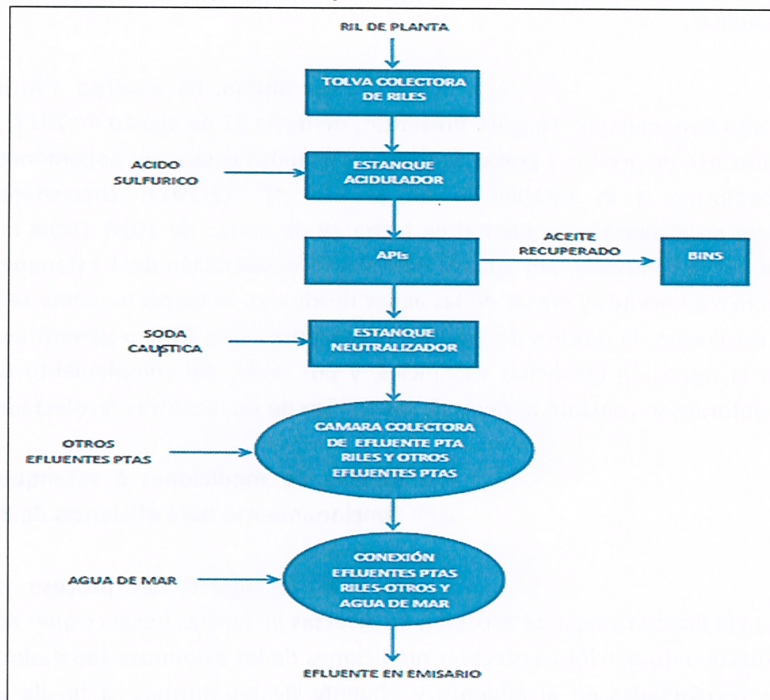 RIL DE PLANTA
TOLVA COLECTORA
DE RILES
ACIDO
SULFURICO
ESTANQUE
ACIDULADOR
APIs
ACEITE
RECUPERADO
BINS
SODA
CAUSTICA
ESTANQUE
NEUTRALIZADOR
OTROS
EFLUENTES PTAS
CAMARA COLECTORA
DE EFLUENTE PTA
RILES Y OTROS
EFLUENTES PTAS
AGUA DE MAR
CONEXIÓN
EFLUENTES PTAS
RILES-OTROS Y
AGUA DE MAR
EFLUENTE EN EMISARIO